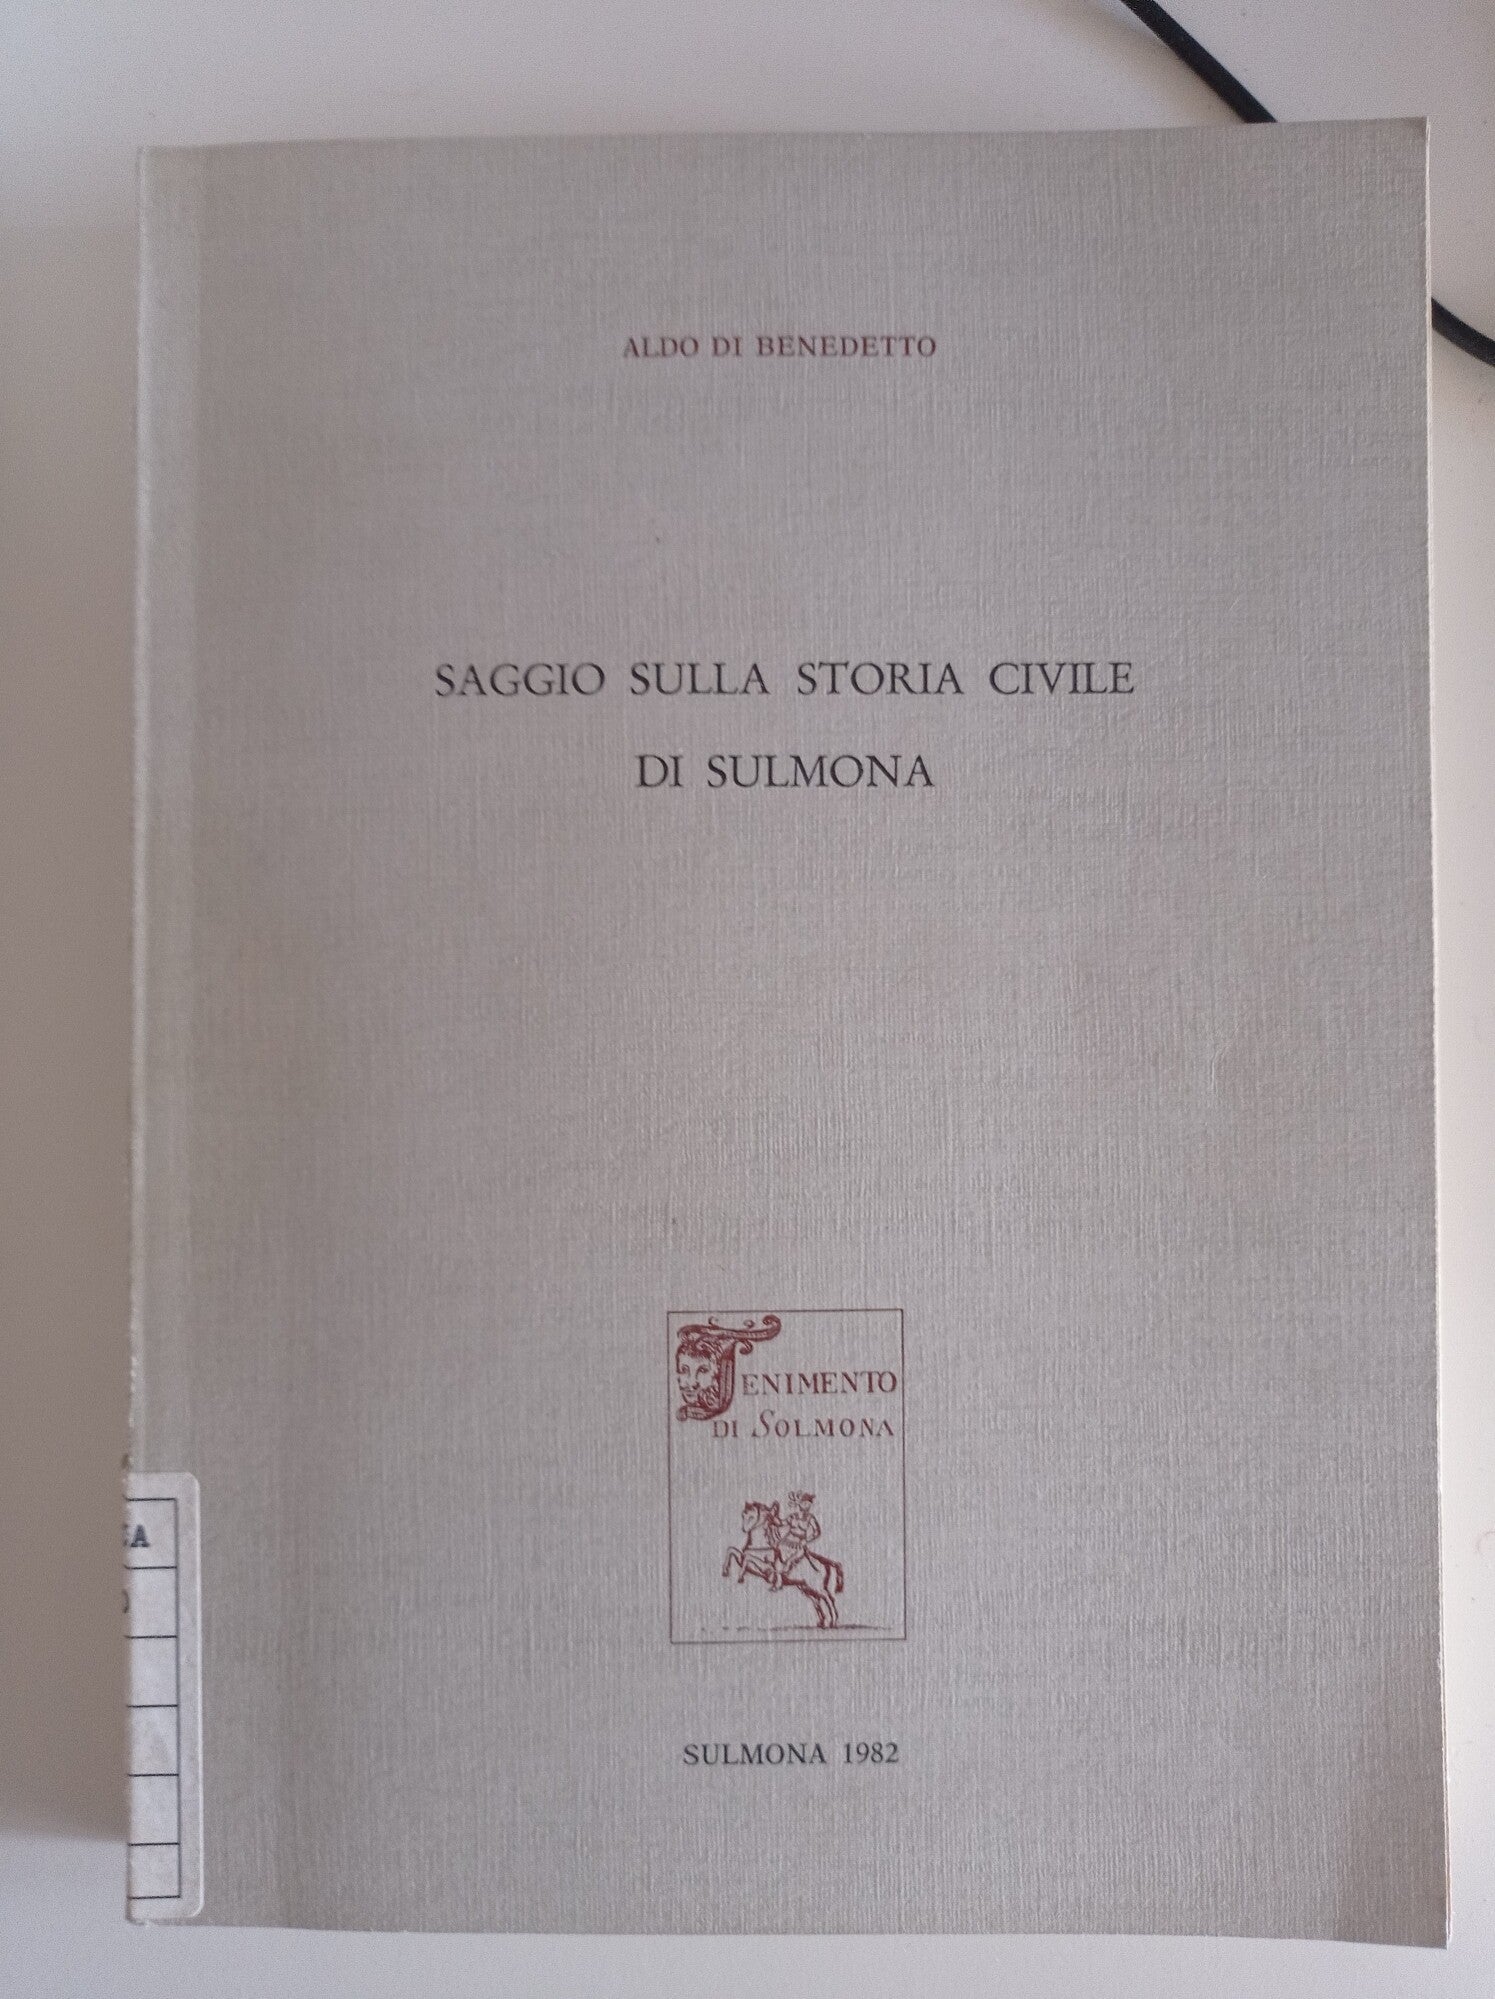 ALDO DI BENEDETTO
SAGGIO SULLA STORIA CIVILE
DI SULMONA
TENIMENTO
DI SOLMONA
SULMONA 1982